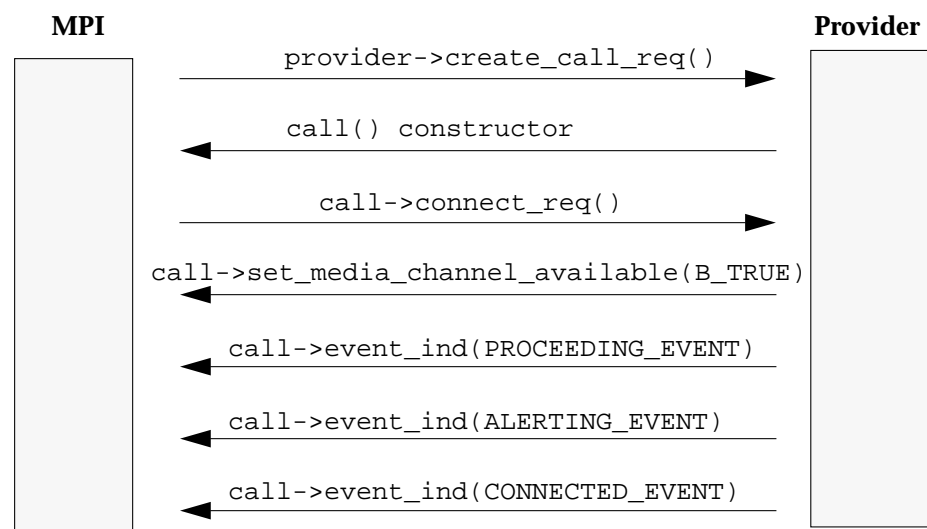 MPI Provider
provider->create_call_req()
call() constructor
call->connect_req()
call->set_media_channel_available(B_TRUE)
call->event_ind(PROCEEDING_EVENT)
call->event_ind(ALERTING_EVENT)
call->event_ind(CONNECTED_EVENT)